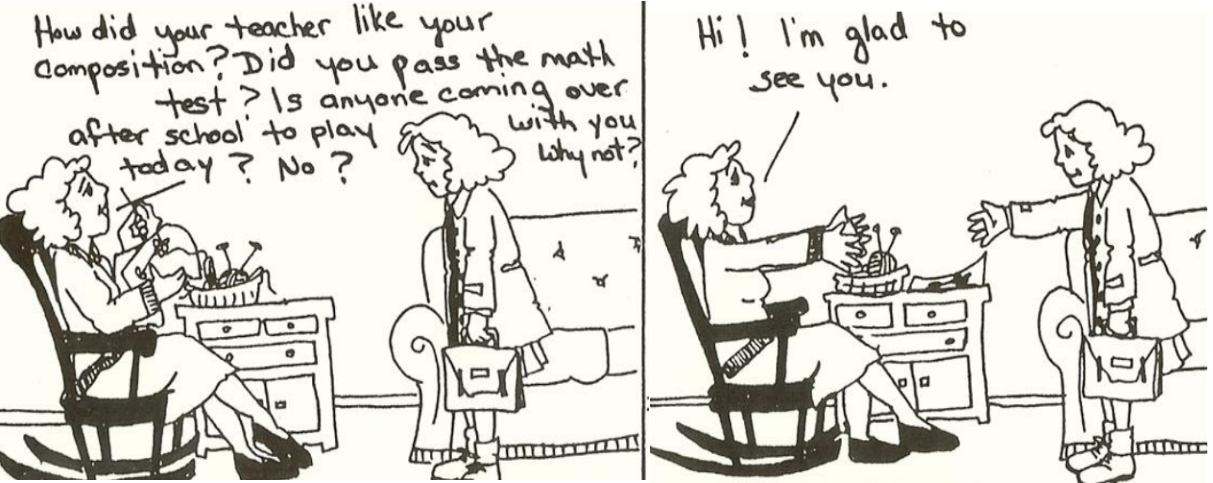 How did your teacher like your
composition? Did you pass the math
test? Is anyone coming over
after school to play with you
today? No? Why not?
Hi! I'm glad to
see you.